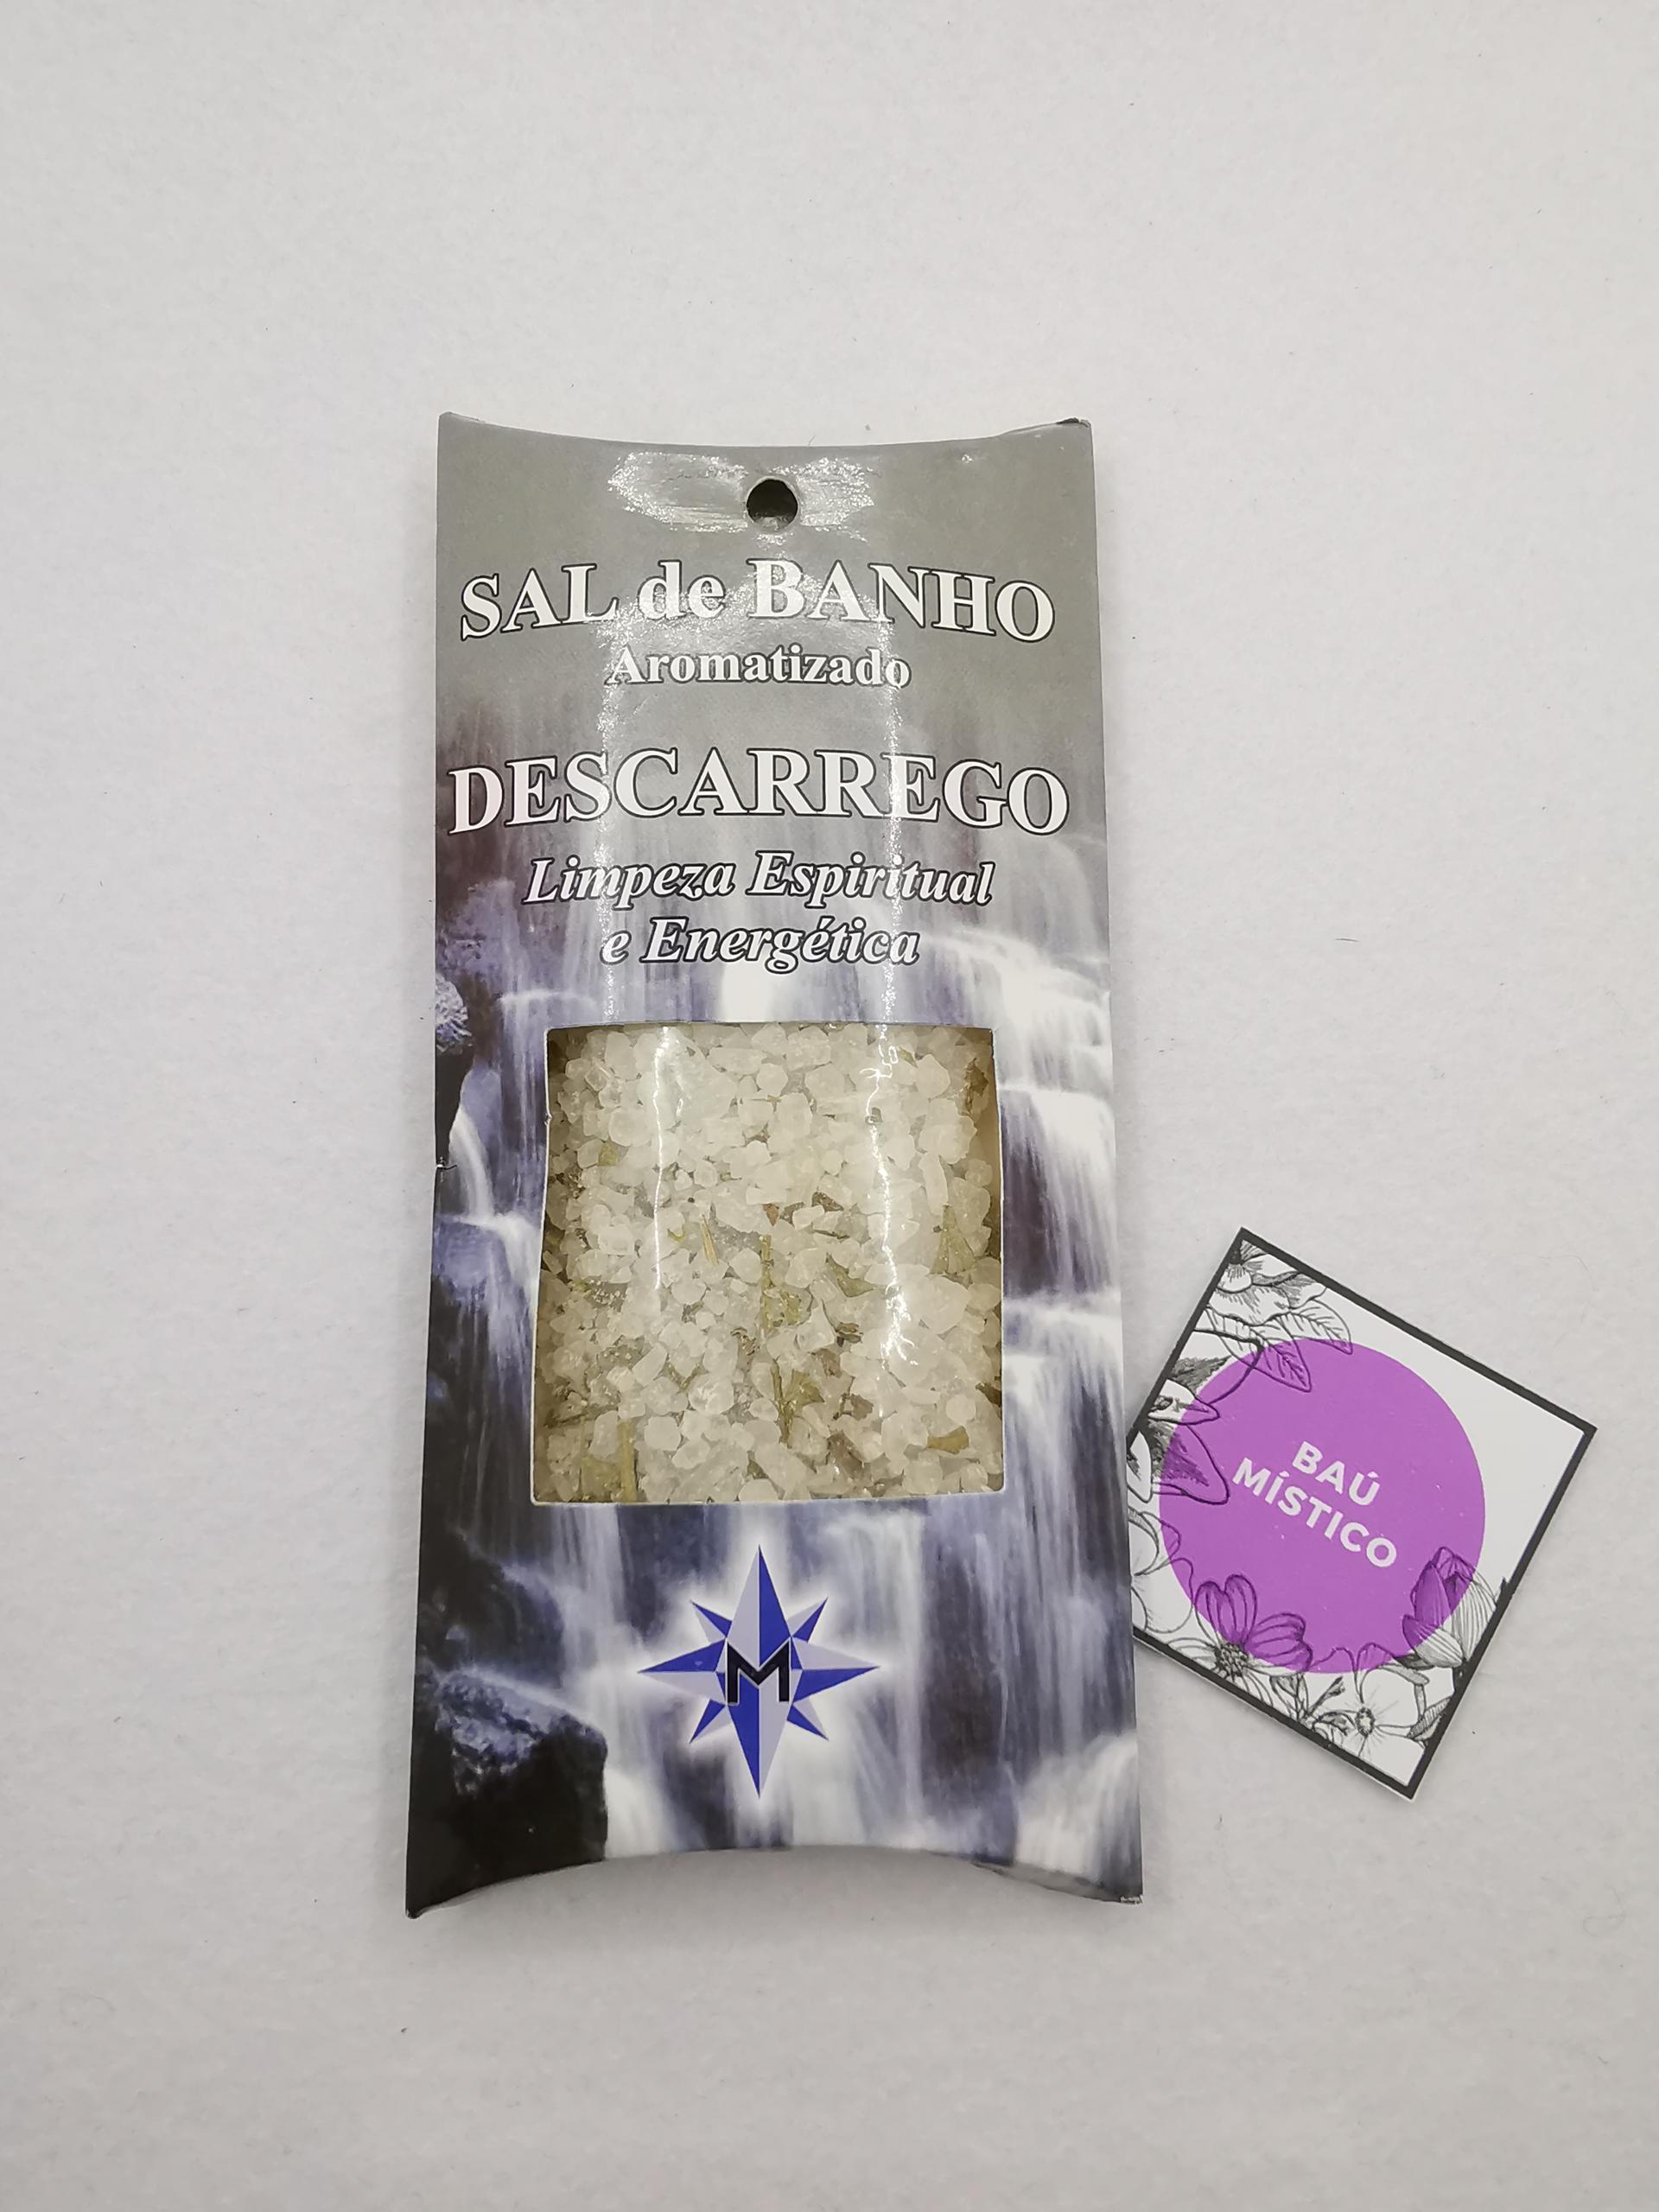 SAL de BANHO
Aromatizado
DESCARREGO
Limpeza Espiritual
e Energética
M
BAÚ
MÍSTICO